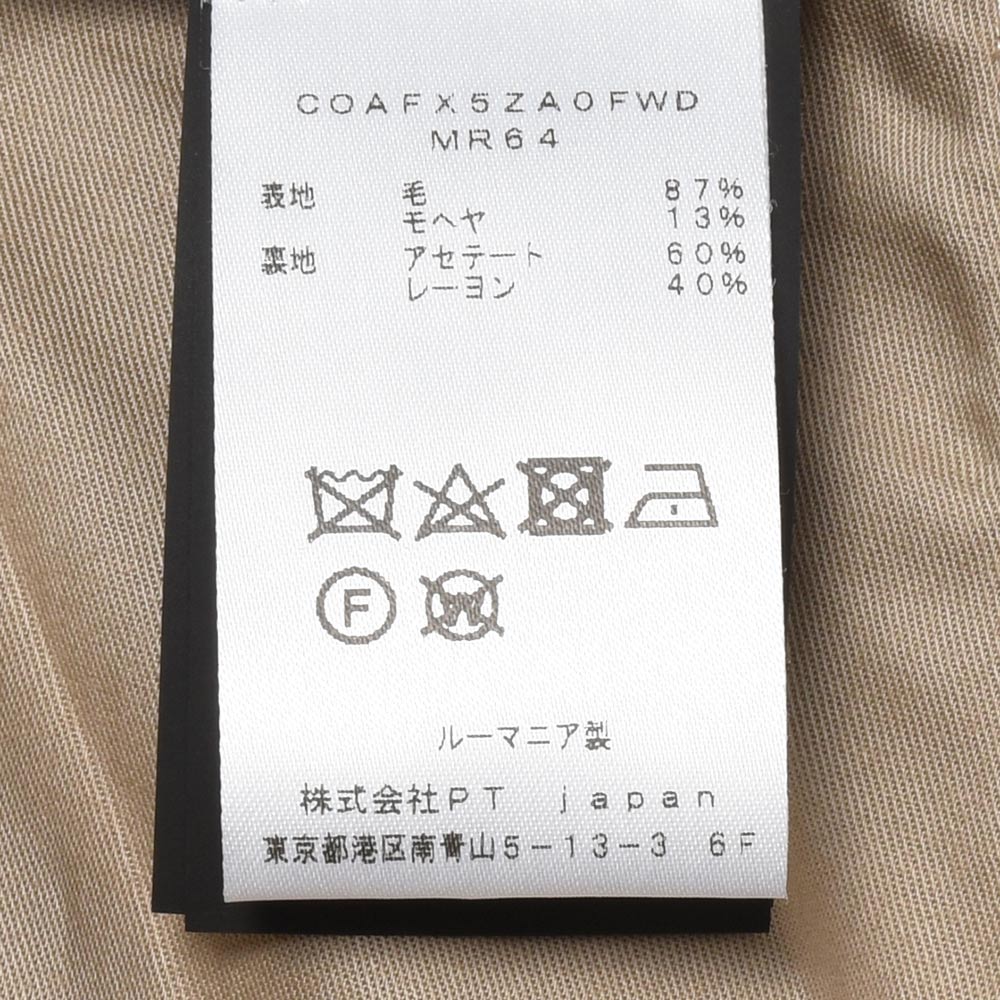 COAFX5ZA0FWD
MR64
表地 毛 87%
モヘヤ 13%
裏地 アセテート 60%
レーヨン 40%
F
W
ルーマニア製
株式会社PT japan
東京都港区南青山5-13-3 6F